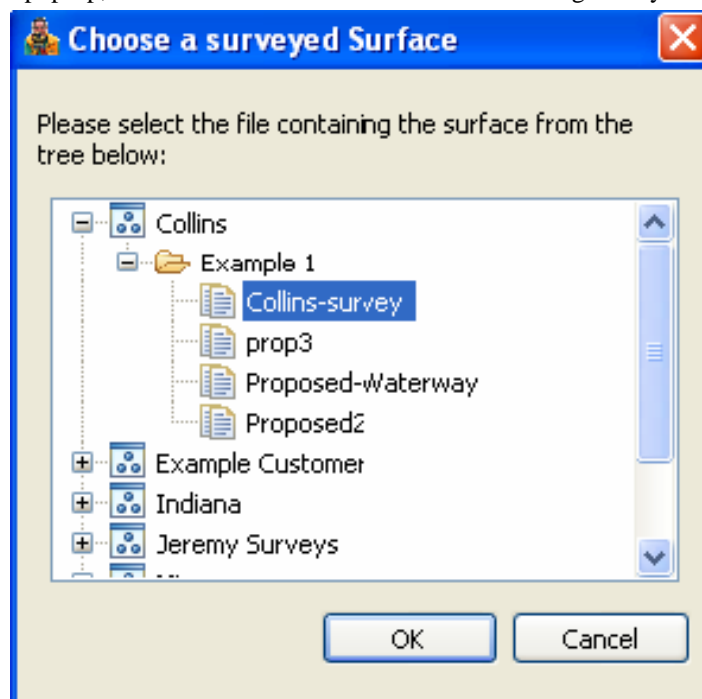 Choose a surveyed Surface
Please select the file containing the surface from the
tree below:
Collins
Example 1
Collins-survey
prop3
Proposed-Waterway
Proposed2
Example Customer
Indiana
Jeremy Surveys
OK
Cancel